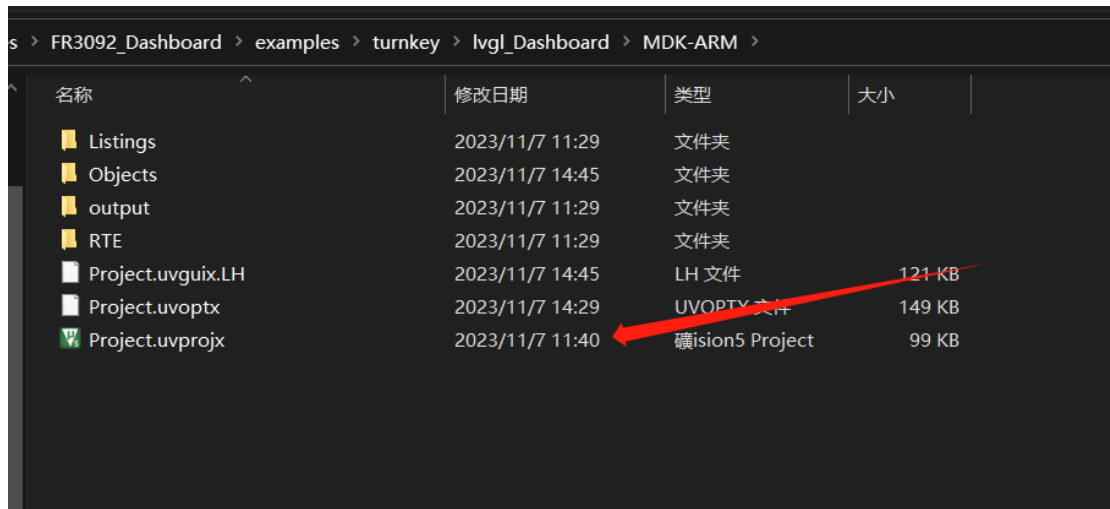 s > FR3092_Dashboard > examples > turnkey > lvgl_Dashboard > MDK-ARM >
名称 修改日期 类型 大小
Listings 2023/11/7 11:29 文件夹
Objects 2023/11/7 14:45 文件夹
output 2023/11/7 11:29 文件夹
RTE 2023/11/7 11:29 文件夹
Project.uvguix.LH 2023/11/7 14:45 LH 文件 121 KB
Project.uvoptx 2023/11/7 14:29 UVOPTX 文件 149 KB
Project.uvprojx 2023/11/7 11:40 礦ision5 Project 99 KB